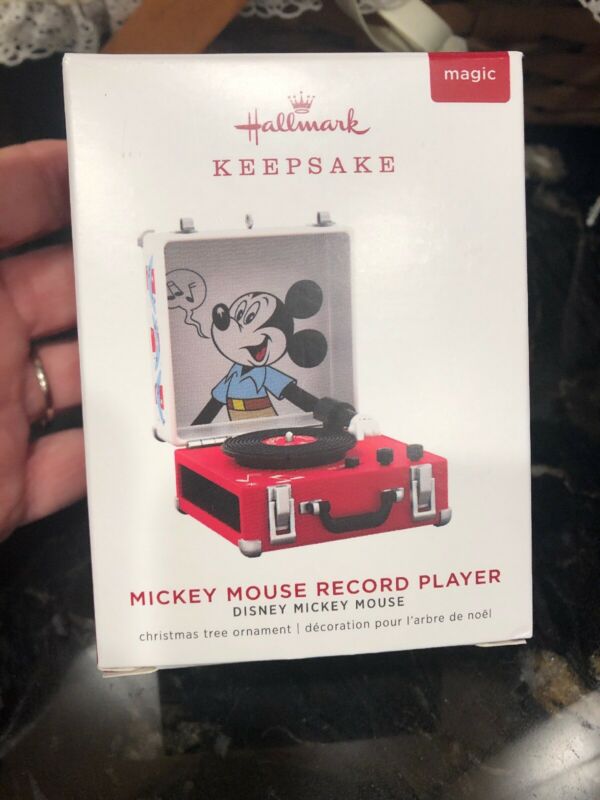 magic
Hallmark
KEEPSAKE
MICKEY MOUSE RECORD PLAYER
DISNEY MICKEY MOUSE
christmas tree ornament | décoration pour l'arbre de noël